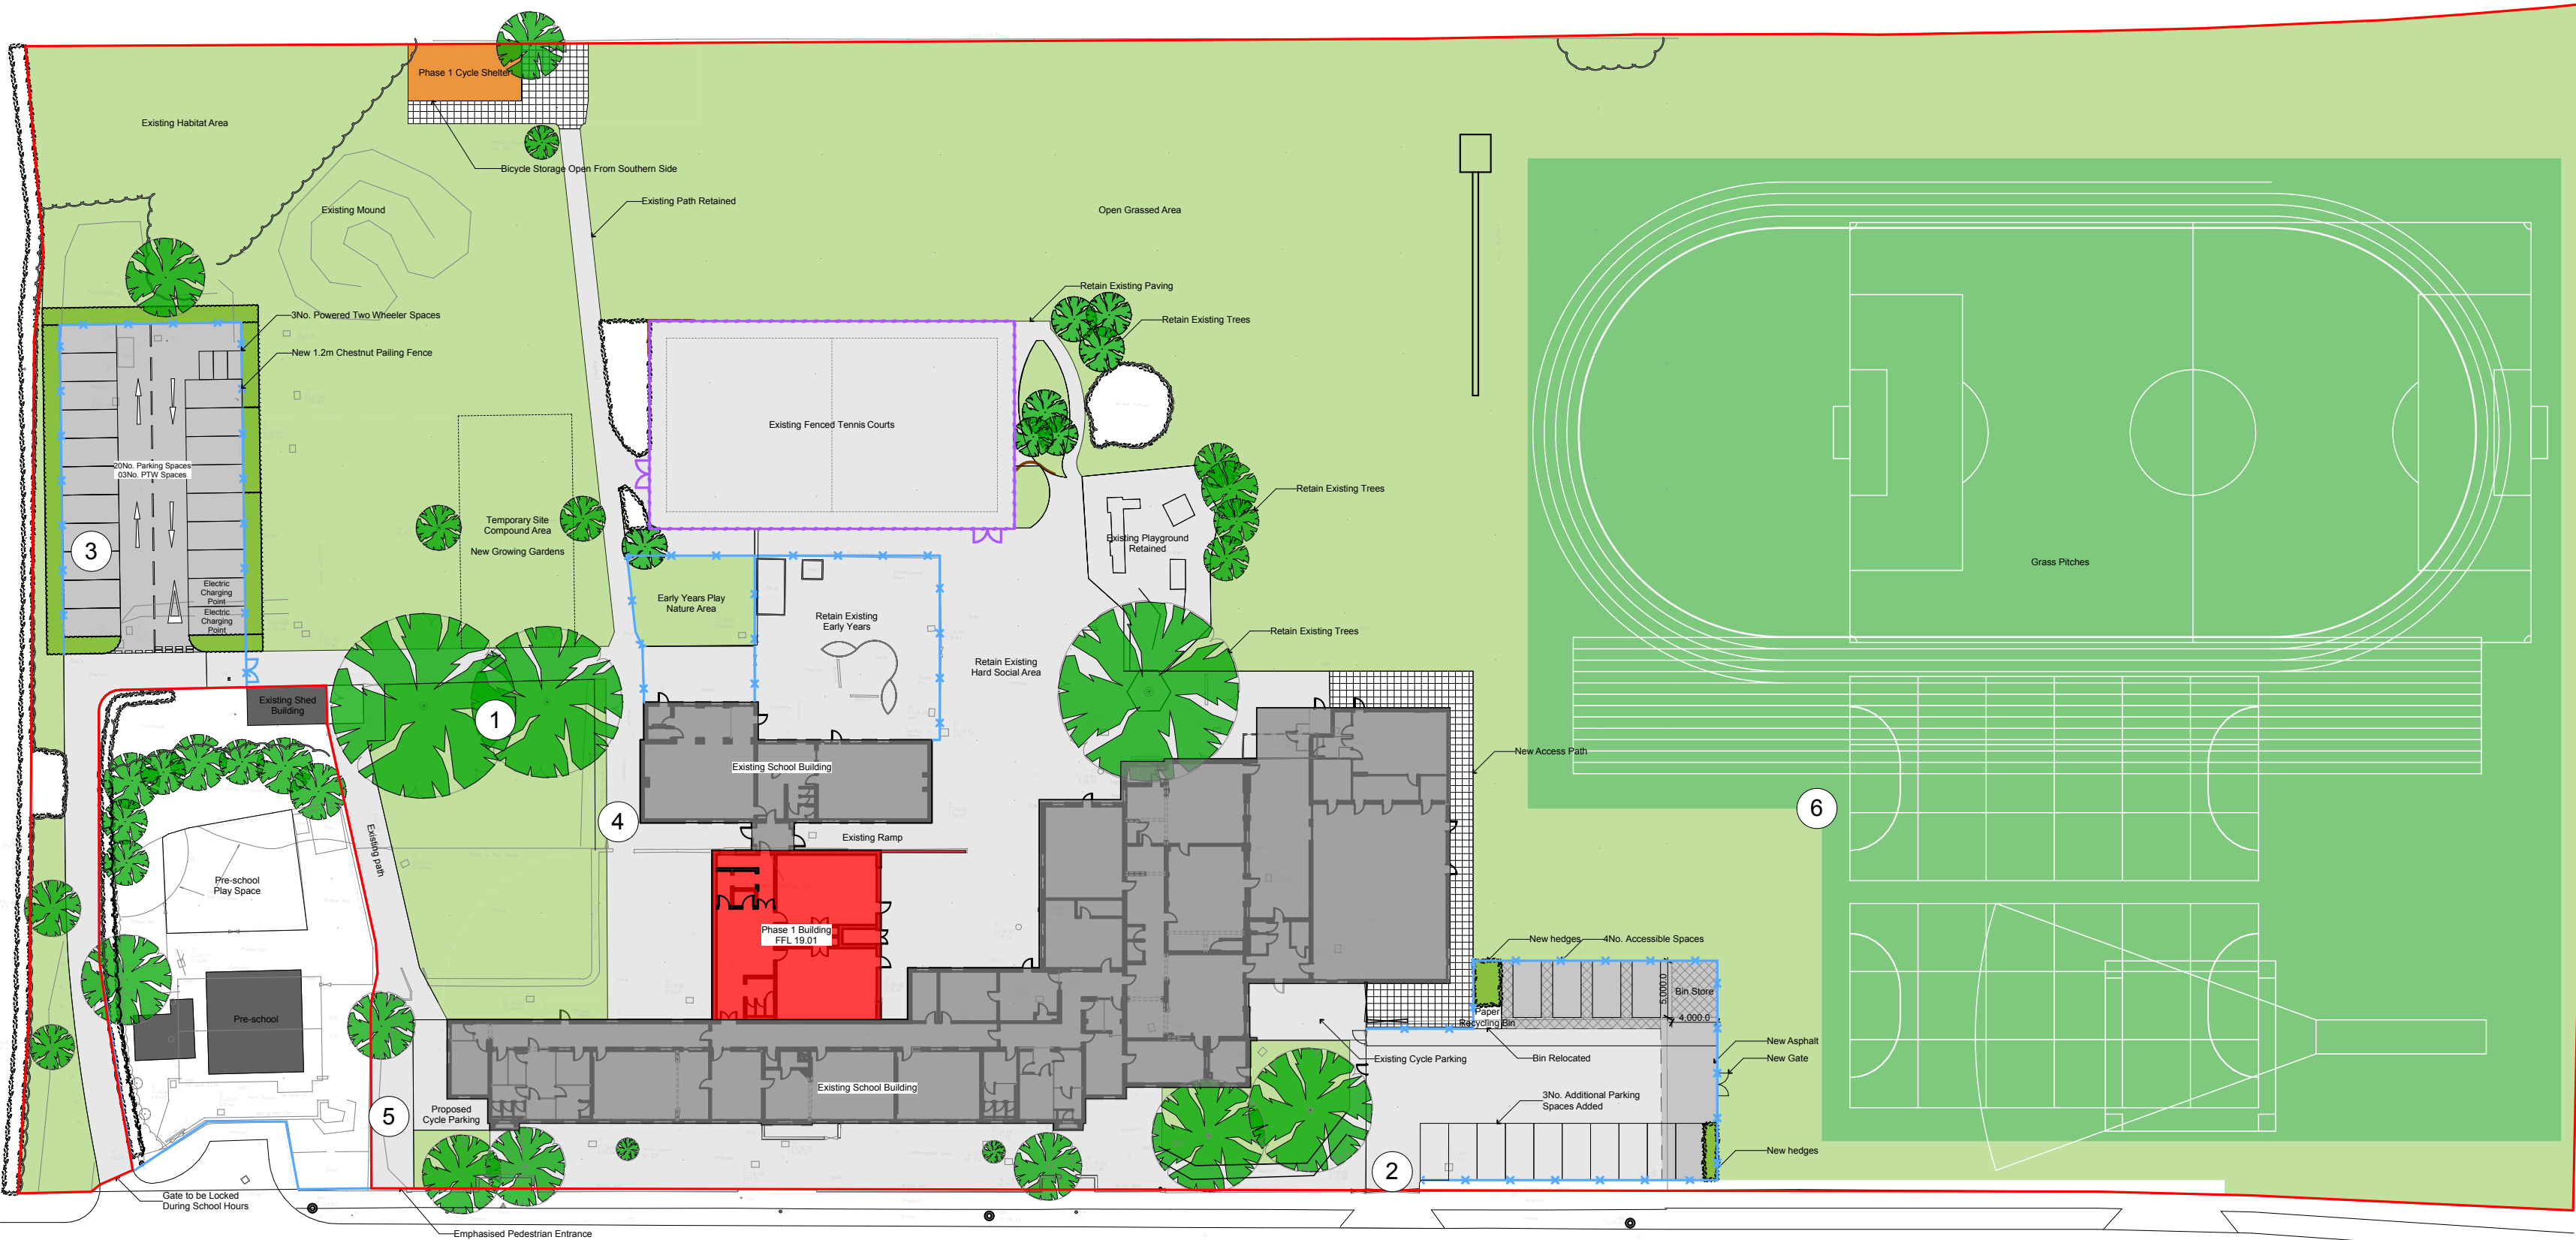 Phase 1 Cycle Shelter
Existing Habitat Area
Bicycle Storage Open From Southern Side
Existing Path Retained
Existing Mound
Open Grassed Area
Retain Existing Paving
3No. Powered Two Wheeler Spaces
Retain Existing Trees
New 1.2m Chestnut Pailing Fence
Existing Fenced Tennis Courts
20No. Parking Spaces
03No. PTW Spaces
Retain Existing Trees
Temporary Site
Compound Area
New Growing Gardens
3
Existing Playground
Retained
Grass Pitches
Electric
Charging
Point
Electric
Charging
Point
Early Years Play
Nature Area
Retain Existing
Early Years
Retain Existing Trees
Retain Existing
Hard Social Area
Existing Shed
Building
1
New Access Path
Existing School Building
6
4
Existing Ramp
Existing path
Pre-school
Play Space
Phase 1 Building
FFL 19.01
New hedges
4No. Accessible Spaces
5,000.0
Bin Store
Paper
Recycling Bin
4,000.0
Pre-school
New Asphalt
Existing Cycle Parking
Bin Relocated
New Gate
Existing School Building
3No. Additional Parking
Spaces Added
5
Proposed
Cycle Parking
New hedges
2
Gate to be Locked
During School Hours
Emphasised Pedestrian Entrance